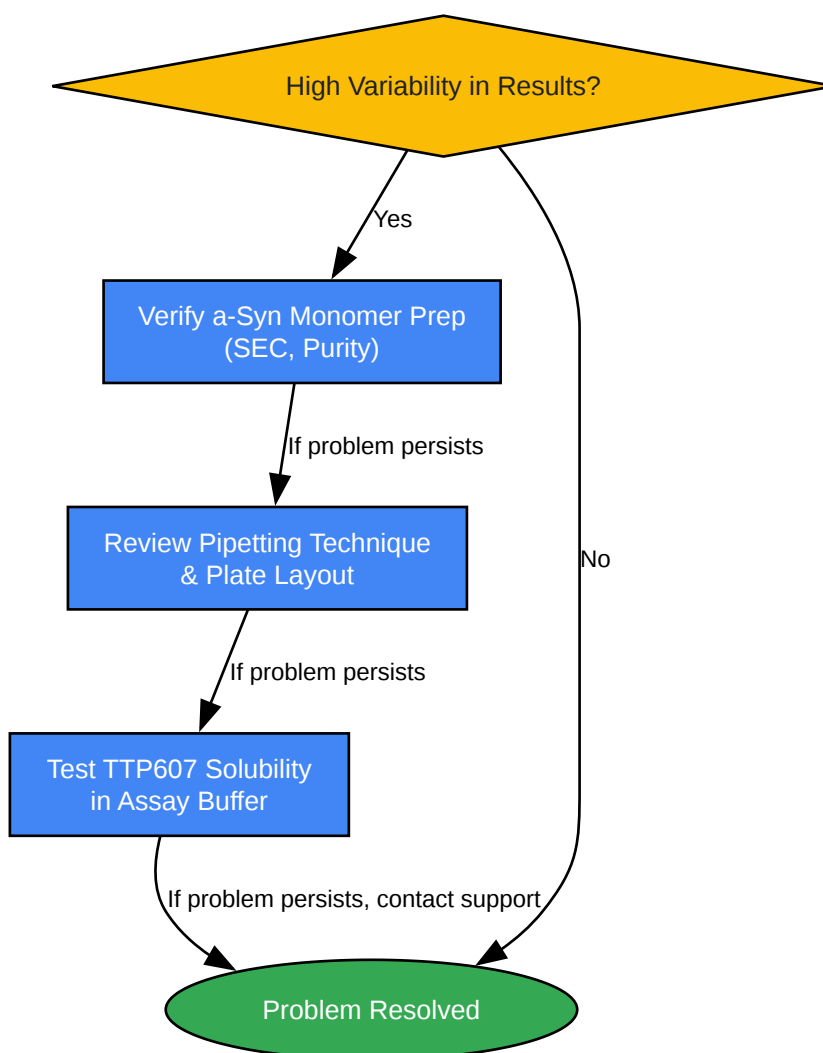 High Variability in Results?
Yes
Verify a-Syn Monomer Prep
(SEC, Purity)
If problem persists
Review Pipetting Technique
& Plate Layout
No
If problem persists
Test TTP607 Solubility
in Assay Buffer
If problem persists, contact support
Problem Resolved